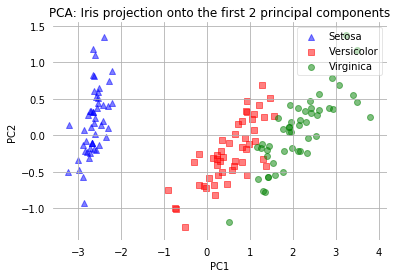 PCA: Iris projection onto the first 2 principal components
Setosa
Versicolor
Virginica
1.5
1.0
0.5
0.0
−0.5
−1.0
PC2
−3 −2 −1 0 1 2 3 4
PC1